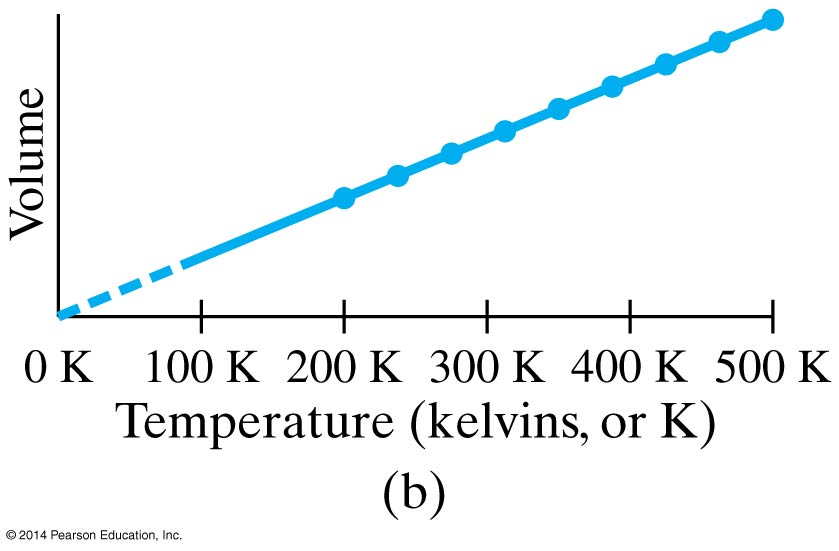 Volume
0 K 100 K 200 K 300 K 400 K 500 K
Temperature (kelvins, or K)
(b)
© 2014 Pearson Education, Inc.